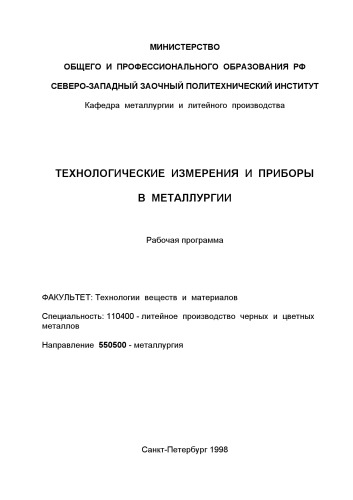 МИНИСТЕРСТВО
ОБЩЕГО И ПРОФЕССИОНАЛЬНОГО ОБРАЗОВАНИЯ РФ
СЕВЕРО-ЗАПАДНЫЙ ЗАОЧНЫЙ ПОЛИТЕХНИЧЕСКИЙ ИНСТИТУТ
Кафедра металлургии и литейного производства
ТЕХНОЛОГИЧЕСКИЕ ИЗМЕРЕНИЯ И ПРИБОРЫ
В МЕТАЛЛУРГИИ
Рабочая программа
ФАКУЛЬТЕТ: Технологии веществ и материалов
Специальность: 110400 - литейное производство черных и цветных
металлов
Направление 550500 - металлургия
Санкт-Петербург 1998